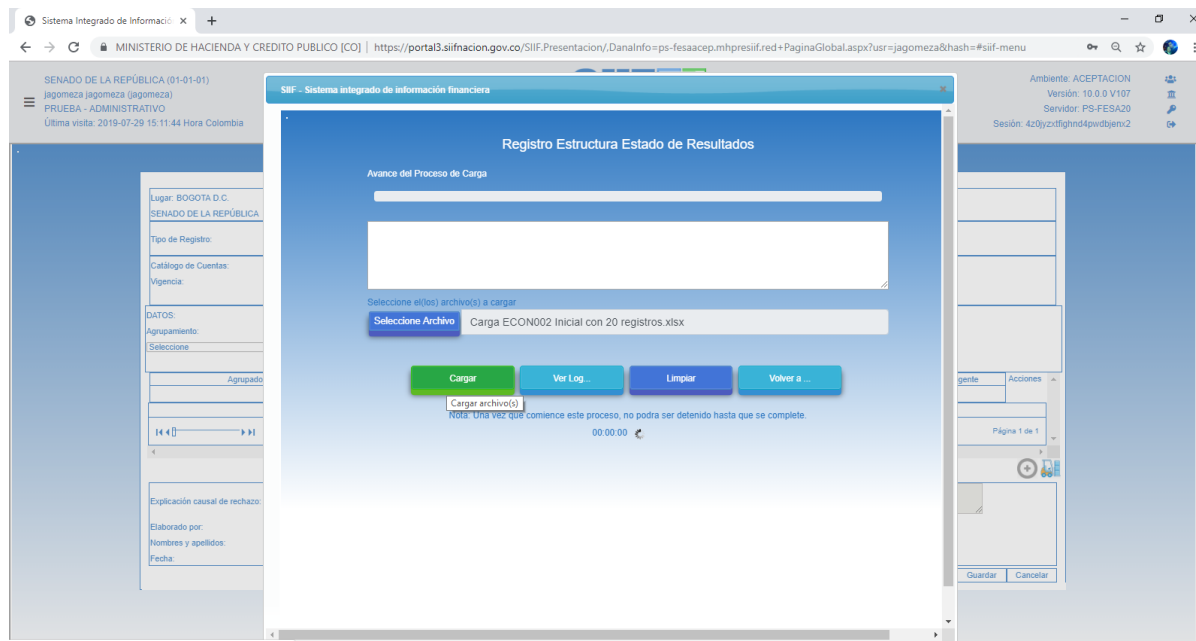 Sistema Integrado de Informació
MINISTERIO DE HACIENDA Y CREDITO PUBLICO [CO] | https://portal3.siifnacion.gov.co/SIIF.Presentacion/,DanaInfo=ps-fesaacep.mhpresiif.red+PaginaGlobal.aspx?usr=jagomeza&hash=#siif-menu
SENADO DE LA REPÚBLICA (01-01-01)
jagomeza jagomeza (jagomeza)
PRUEBA - ADMINISTRATIVO
Última visita: 2019-07-29 15:11:44 Hora Colombia
Ambiente: ACEPTACION
Versión: 10.0.0 V107
Servidor: PS-FESA20
Sesión: 4z0jyzxtfighnd4pwdbjenx2
SIIF - Sistema integrado de información financiera
Registro Estructura Estado de Resultados
Avance del Proceso de Carga
Seleccione el(los) archivo(s) a cargar
Seleccione Archivo Carga ECON002 Inicial con 20 registros.xlsx
Cargar Ver Log... Limpiar Volver a ...
Cargar archivo(s)
Nota: Una vez que comience este proceso, no podra ser detenido hasta que se complete.
00:00:00
Lugar: BOGOTA D.C.
SENADO DE LA REPÚBLICA
Tipo de Registro:
Catálogo de Cuentas:
Vigencia:
DATOS:
Agrupamiento:
Seleccione
Agrupado
gente Acciones
Página 1 de 1
Explicación causal de rechazo:
Elaborado por:
Nombres y apellidos:
Fecha:
Guardar Cancelar